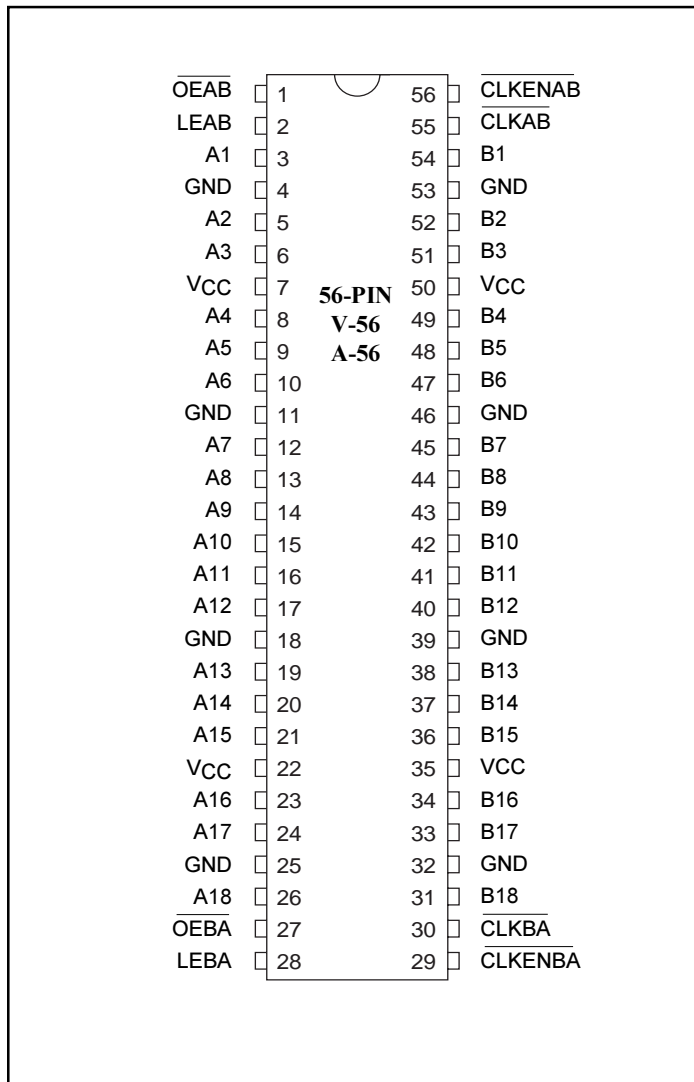 OEAB 1 56 CLKENAB
LEAB 2 55 CLKAB
A1 3 54 B1
GND 4 53 GND
A2 5 52 B2
A3 6 51 B3
VCC 7 50 VCC
56-PIN
A4 8 49 B4
V-56
A5 9 48 B5
A-56
A6 10 47 B6
GND 11 46 GND
A7 12 45 B7
A8 13 44 B8
A9 14 43 B9
A10 15 42 B10
A11 16 41 B11
A12 17 40 B12
GND 18 39 GND
A13 19 38 B13
A14 20 37 B14
A15 21 36 B15
VCC 22 35 VCC
A16 23 34 B16
A17 24 33 B17
GND 25 32 GND
A18 26 31 B18
OEBA 27 30 CLKBA
LEBA 28 29 CLKENBA